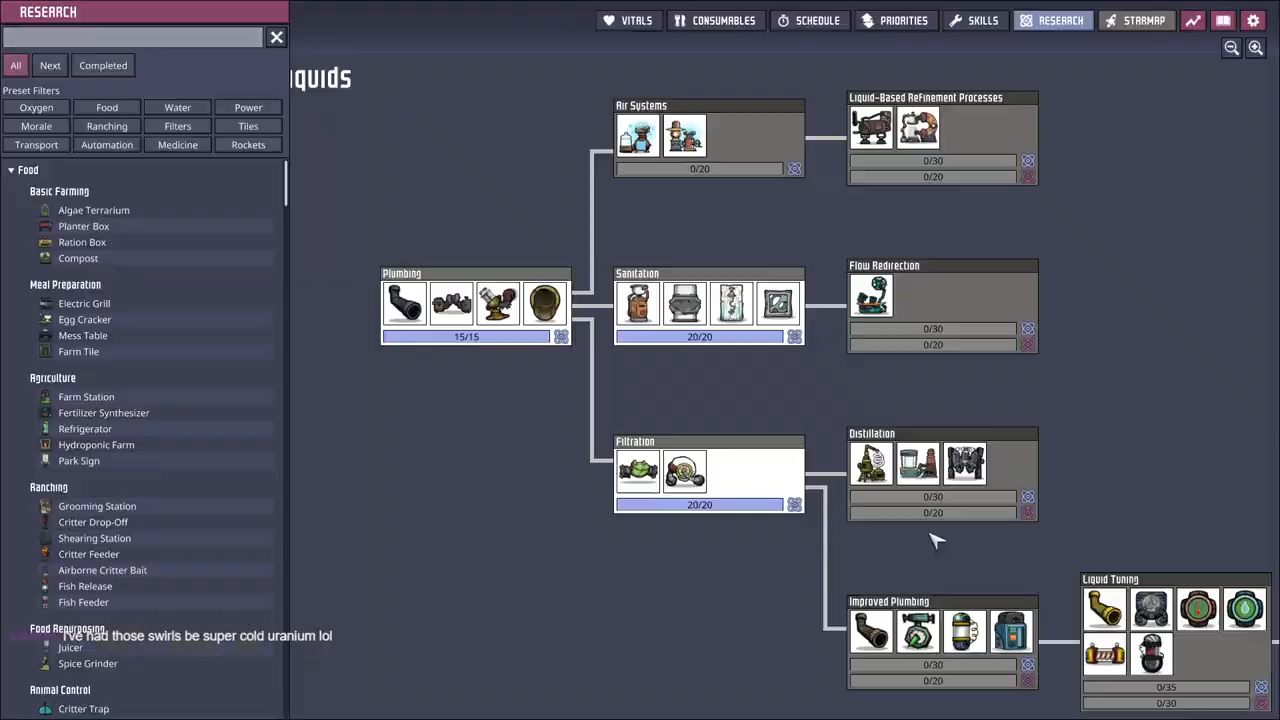 RESEARCH
VITALS
CONSUMABLES
SCHEDULE
PRIORITIES
SKILLS
RESEARCH
STARMAP
All
Next
Completed
Preset Filters
Oxygen
Food
Water
Power
Morale
Ranching
Filters
Tiles
Transport
Automation
Medicine
Rockets
Food
Basic Farming
Algae Terrarium
Planter Box
Ration Box
Compost
Meal Preparation
Electric Grill
Egg Cracker
Mess Table
Farm Tile
Agriculture
Farm Station
Fertilizer Synthesizer
Refrigerator
Hydroponic Farm
Park Sign
Ranching
Grooming Station
Critter Drop-Off
Shearing Station
Critter Feeder
Airborne Critter Bait
Fish Release
Fish Feeder
Food Repurposing
I've had those swirls be super cold uranium lol
Juicer
Spice Grinder
Animal Control
Critter Trap
iquids
Air Systems
0/20
Liquid-Based Refinement Processes
0/30
0/20
Plumbing
15/15
Sanitation
20/20
Flow Redirection
0/30
0/20
Filtration
20/20
Distillation
0/30
0/20
Improved Plumbing
0/30
0/20
Liquid Tuning
0/35
0/30